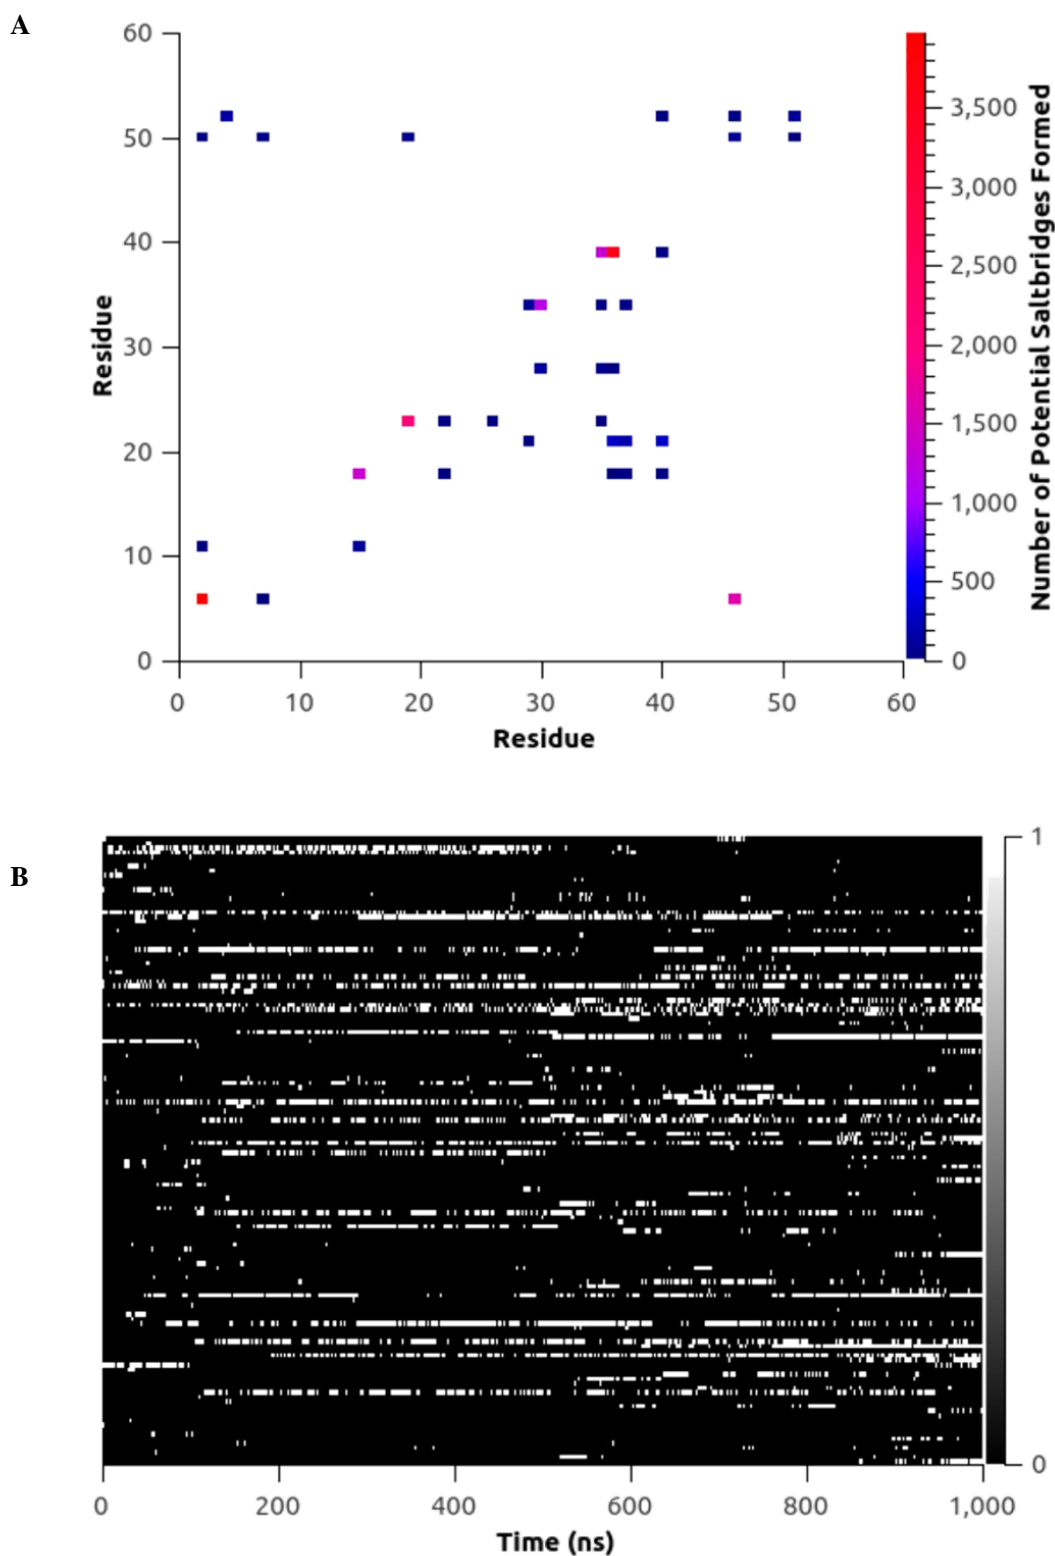 A
60
50
40
30
20
10
0
Residue
0 10 20 30 40 50 60
Residue
3,500
3,000
2,500
2,000
1,500
1,000
500
0
Number of Potential Saltbridges Formed
B
1
0
0 200 400 600 800 1,000
Time (ns)